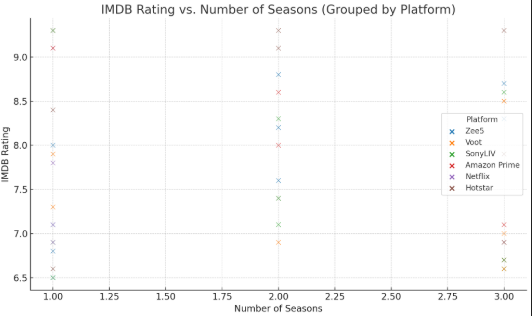 IMDB Rating vs. Number of Seasons (Grouped by Platform)
9.0
8.5
8.0
7.5
7.0
6.5
IMDB Rating
Platform
Zee5
Voot
SonyLIV
Amazon Prime
Netflix
Hotstar
1.00 1.25 1.50 1.75 2.00 2.25 2.50 2.75 3.00
Number of Seasons